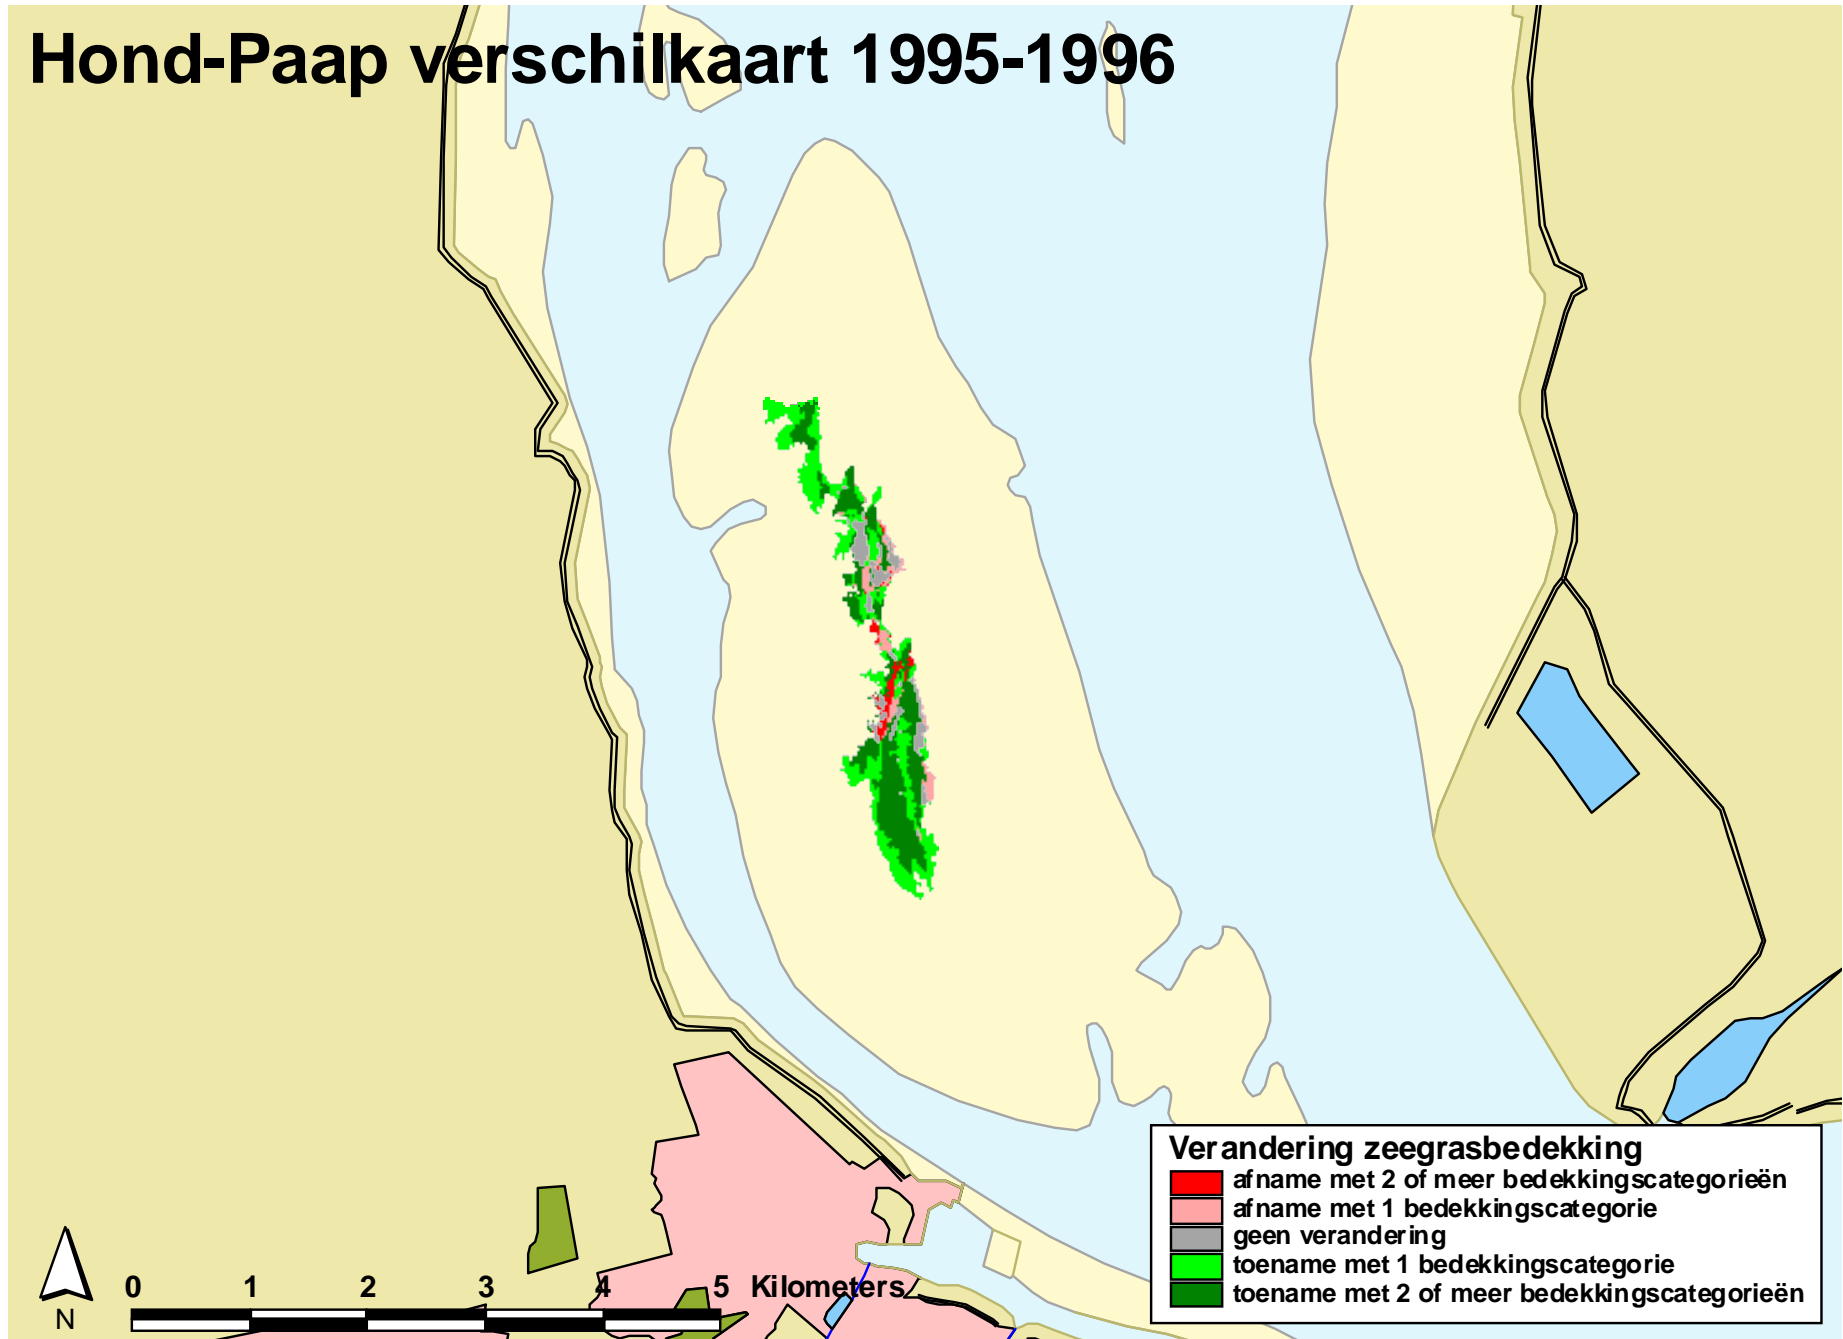 Hond-Paap verschilkaart 1995-1996
Verandering zeegrasbedekking
afname met 2 of meer bedekkingscategorieën
afname met 1 bedekkingscategorie
geen verandering
toename met 1 bedekkingscategorie
toename met 2 of meer bedekkingscategorieën
0 1 2 3 4 5 Kilometers
N